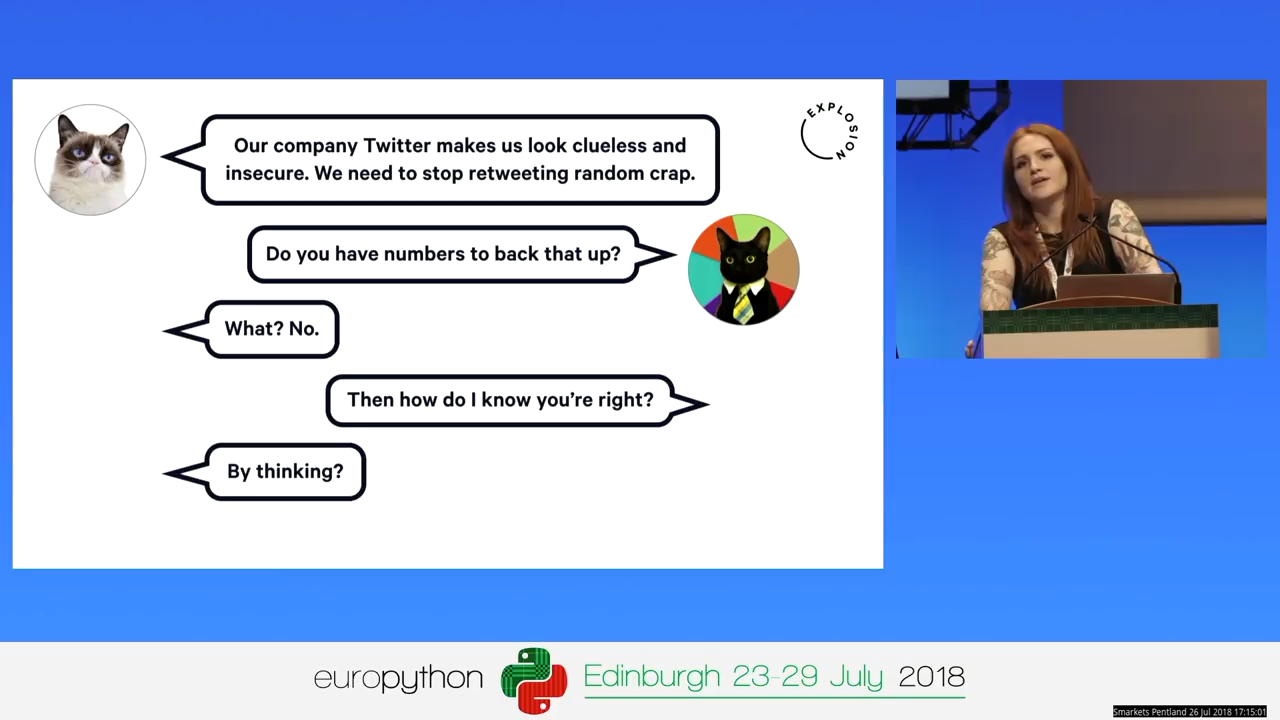 EXPLOSION
Our company Twitter makes us look clueless and
insecure. We need to stop retweeting random crap.
Do you have numbers to back that up?
What? No.
Then how do I know you’re right?
By thinking?
europython
Edinburgh 23-29 July 2018
Smarkets Pentland 26 Jul 2018 17:15:01